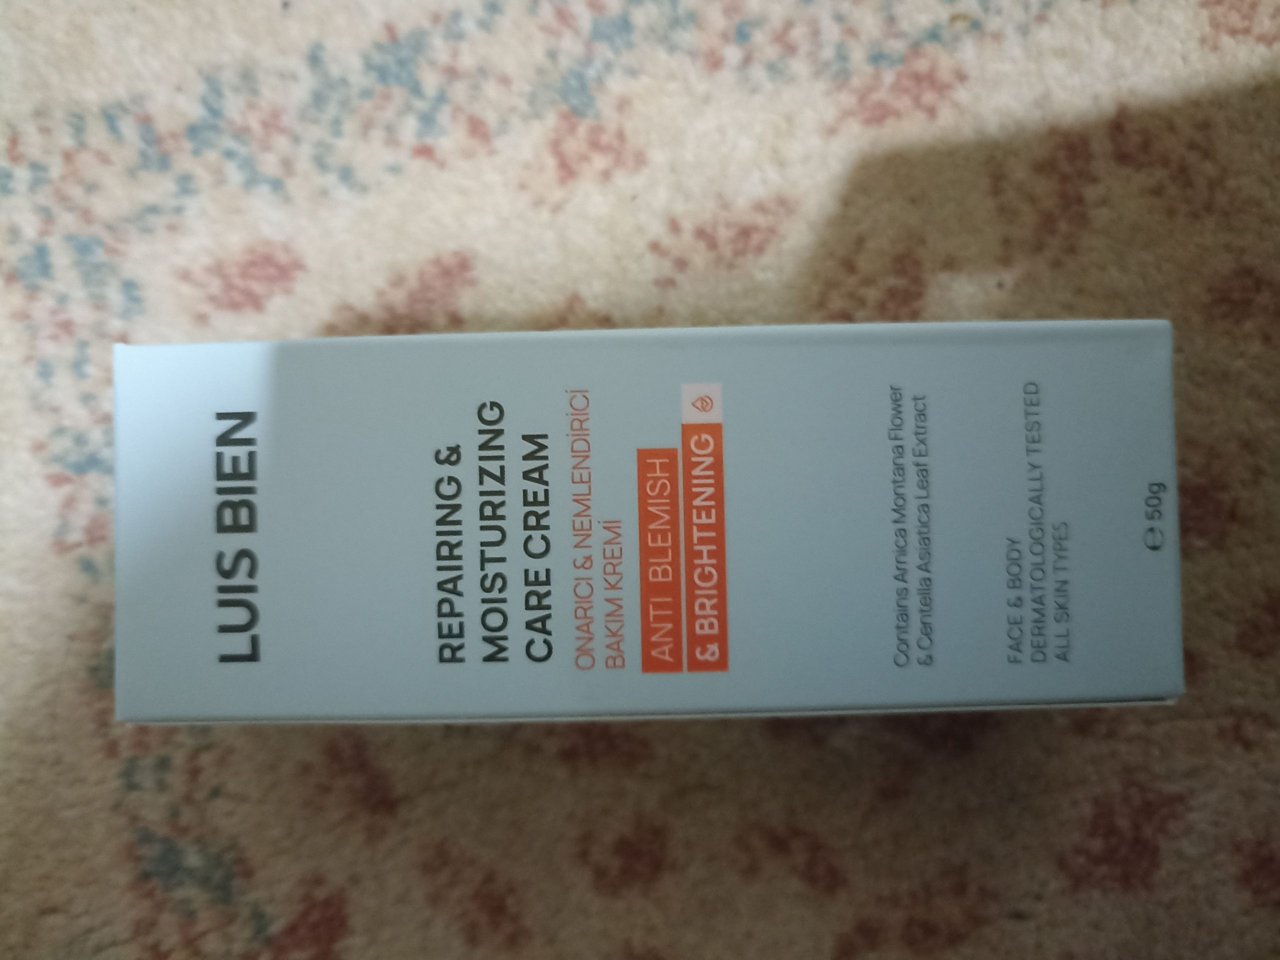 LUIS BIEN
REPAIRING &
MOISTURIZING
CARE CREAM
ONARICI & NEMLENDİRİCİ
BAKIM KREMİ
ANTI BLEMISH
& BRIGHTENING
Contains Arnica Montana Flower
& Centella Asiatica Leaf Extract
FACE & BODY
DERMATOLOGICALLY TESTED
ALL SKIN TYPES
℮ 50g